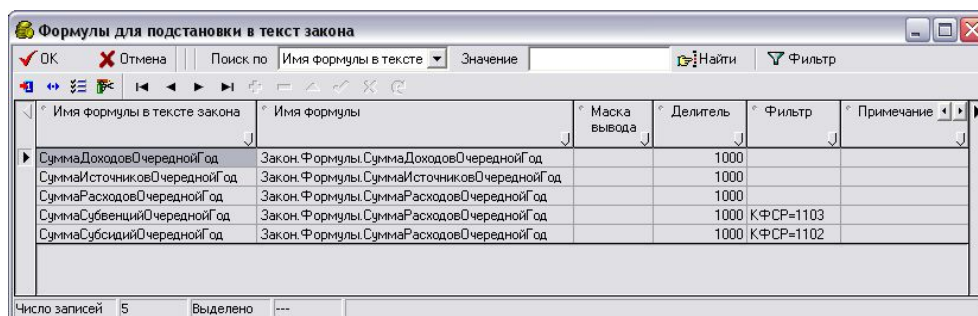 Формулы для подстановки в текст закона
OK Отмена Поиск по Имя формулы в тексте Значение Найти Фильтр
Имя формулы в тексте закона Имя формулы Маска вывода Делитель Фильтр Примечание
СуммаДоходовОчереднойГод Закон.Формулы.СуммаДоходовОчереднойГод 1000
СуммаИсточниковОчереднойГод Закон.Формулы.СуммаИсточниковОчереднойГод 1000
СуммаРасходовОчереднойГод Закон.Формулы.СуммаРасходовОчереднойГод 1000
СуммаСубвенцийОчереднойГод Закон.Формулы.СуммаРасходовОчереднойГод 1000 КФСР=1103
СуммаСубсидийОчереднойГод Закон.Формулы.СуммаРасходовОчереднойГод 1000 КФСР=1102
Число записей 5 Выделено ---